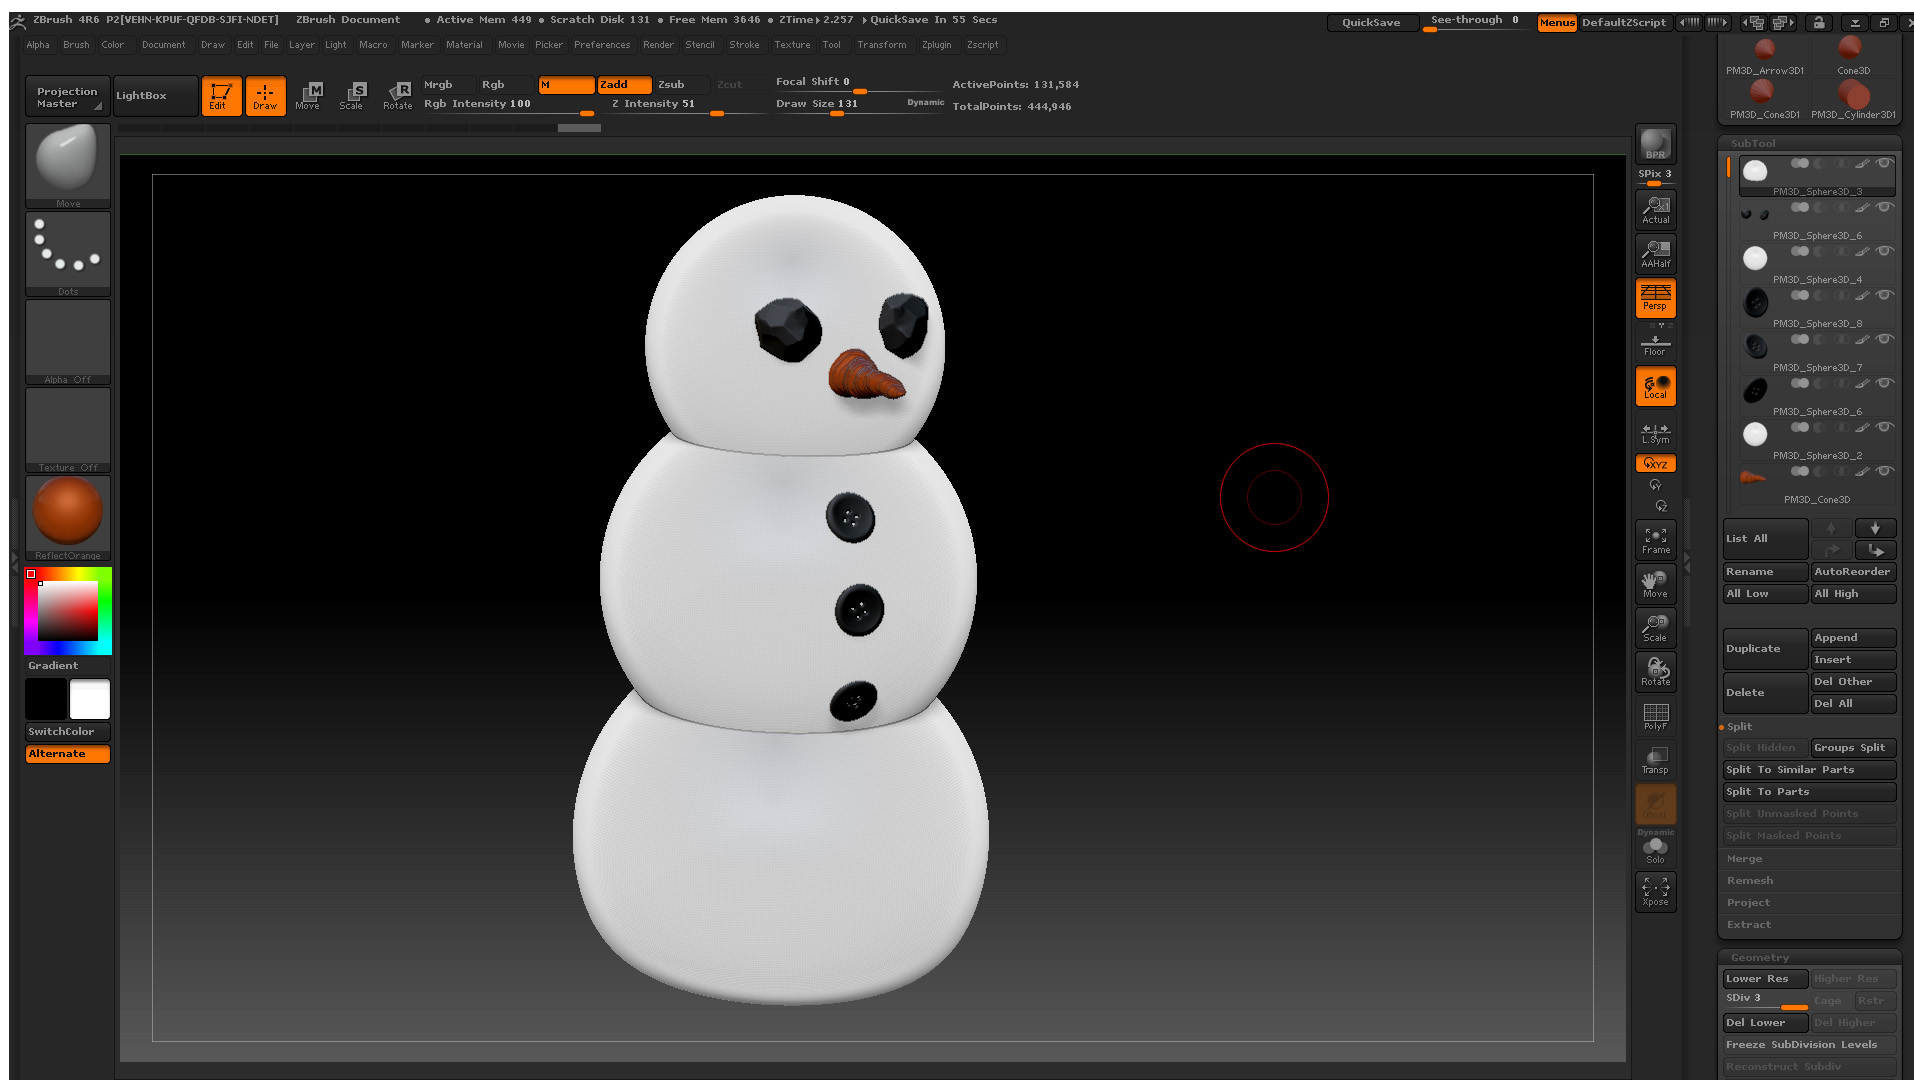 ZBrush 4R6 P2[VEHN-KPUF-QFDB-SJFI-NDET] ZBrush Document • Active Mem 449 • Scratch Disk 131 • Free Mem 3646 • ZTime▸2.257 ▸QuickSave In 55 Secs QuickSave See-through 0 Menus DefaultZScript
Alpha Brush Color Document Draw Edit File Layer Light Macro Marker Material Movie Picker Preferences Render Stencil Stroke Texture Tool Transform Zplugin Zscript
Projection Master
LightBox
Edit Draw Move Scale Rotate
Mrgb Rgb M Zadd Zsub Zcut
Rgb Intensity 100 Z Intensity 51
Focal Shift 0
Draw Size 131 Dynamic
ActivePoints: 131,584
TotalPoints: 444,946
Move
Dots
Alpha Off
Texture Off
ReflectOrange
Gradient
SwitchColor
Alternate
BPR
SPix 3
Actual
AAHalf
Persp
Floor
Local
L.Sym
XYZ
Y
Z
Frame
Move
Scale
Rotate
PolyF
Transp
Ghost
Dynamic
Solo
Xpose
PM3D_Arrow3D1 Cone3D
PM3D_Cone3D1 PM3D_Cylinder3D1
SubTool
PM3D_Sphere3D_3
PM3D_Sphere3D_6
PM3D_Sphere3D_4
PM3D_Sphere3D_8
PM3D_Sphere3D_7
PM3D_Sphere3D_6
PM3D_Sphere3D_2
PM3D_Cone3D
List All
Rename AutoReorder
All Low All High
Duplicate Append
Insert
Delete Del Other
Del All
Split
Split Hidden Groups Split
Split To Similar Parts
Split To Parts
Split Unmasked Points
Split Masked Points
Merge
Remesh
Project
Extract
Geometry
Lower Res Higher Res
SDiv 3 Cage Rstr
Del Lower Del Higher
Freeze SubDivision Levels
Reconstruct Subdiv